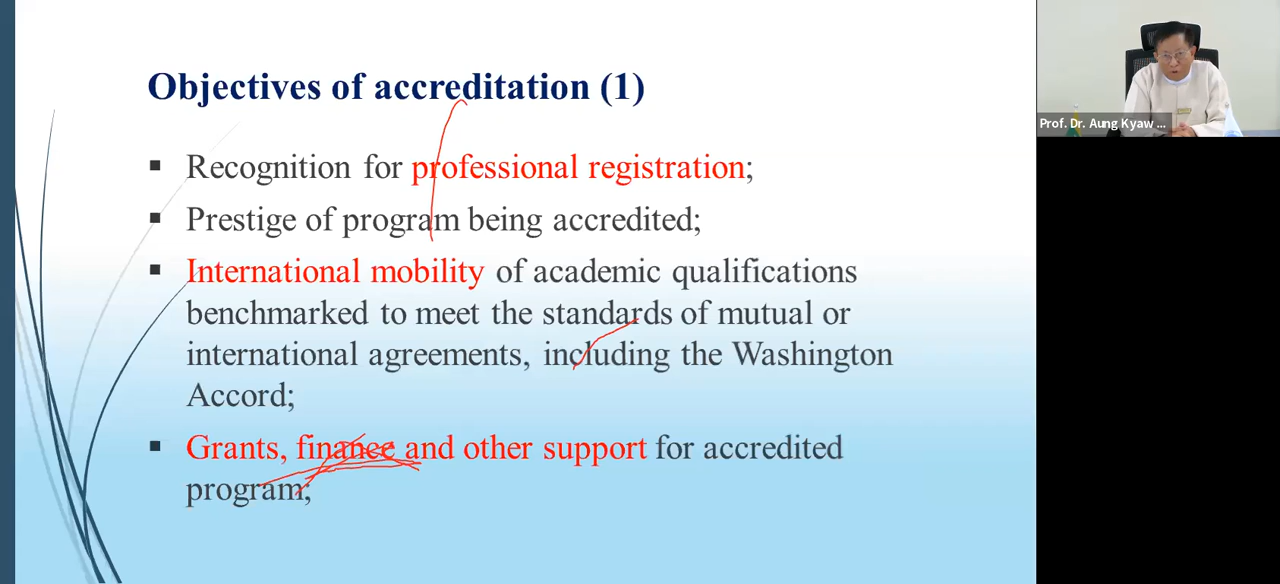 Objectives of accreditation (1)
▪ Recognition for professional registration;
▪ Prestige of program being accredited;
▪ International mobility of academic qualifications
benchmarked to meet the standards of mutual or
international agreements, including the Washington
Accord;
▪ Grants, finance and other support for accredited
program;
Prof. Dr. Aung Kyaw ...